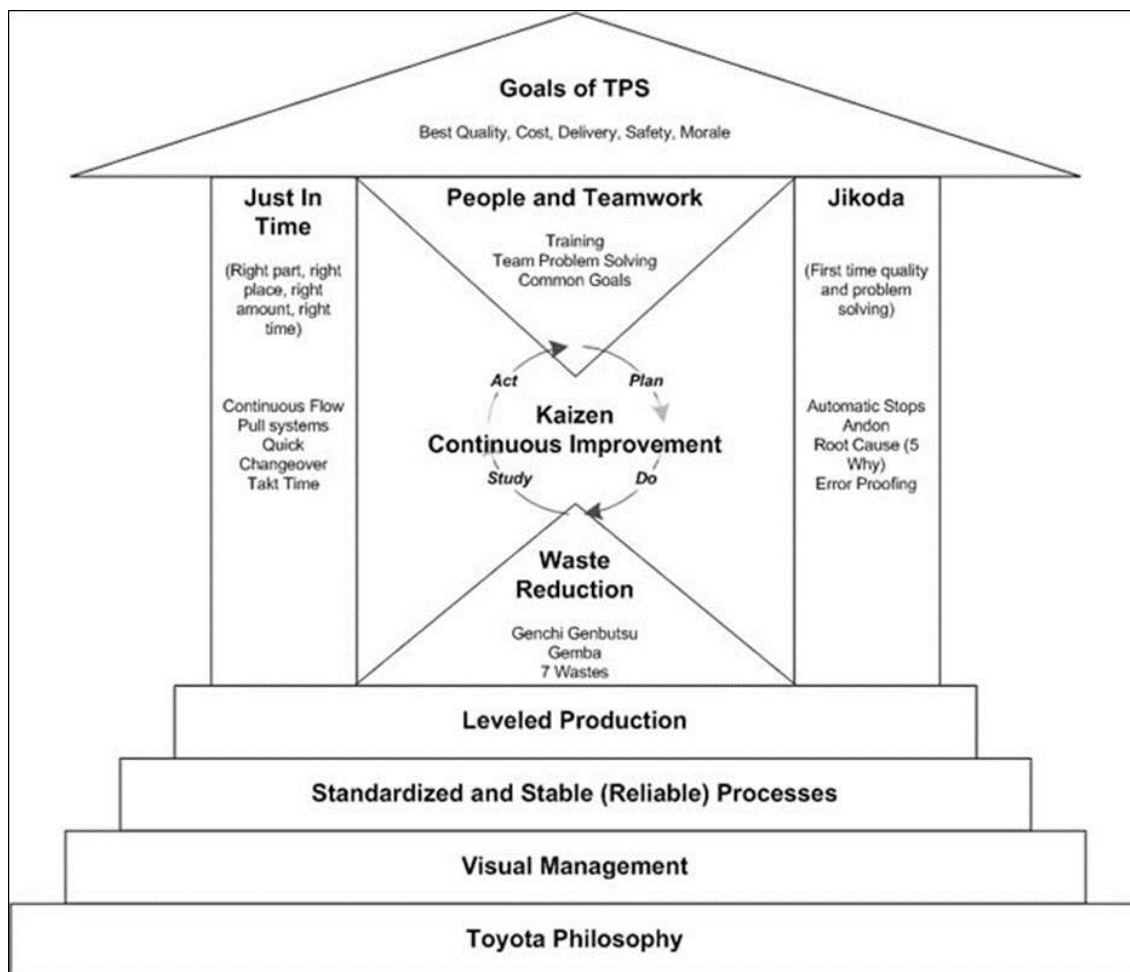 Goals of TPS
Best Quality, Cost, Delivery, Safety, Morale
Just In
Time
(Right part, right
place, right
amount, right
time)
Continuous Flow
Pull systems
Quick
Changeover
Takt Time
People and Teamwork
Training
Team Problem Solving
Common Goals
Act
Plan
Kaizen
Continuous Improvement
Study
Do
Waste
Reduction
Genchi Genbutsu
Gemba
7 Wastes
Jikoda
(First time quality
and problem
solving)
Automatic Stops
Andon
Root Cause (5
Why)
Error Proofing
Leveled Production
Standardized and Stable (Reliable) Processes
Visual Management
Toyota Philosophy